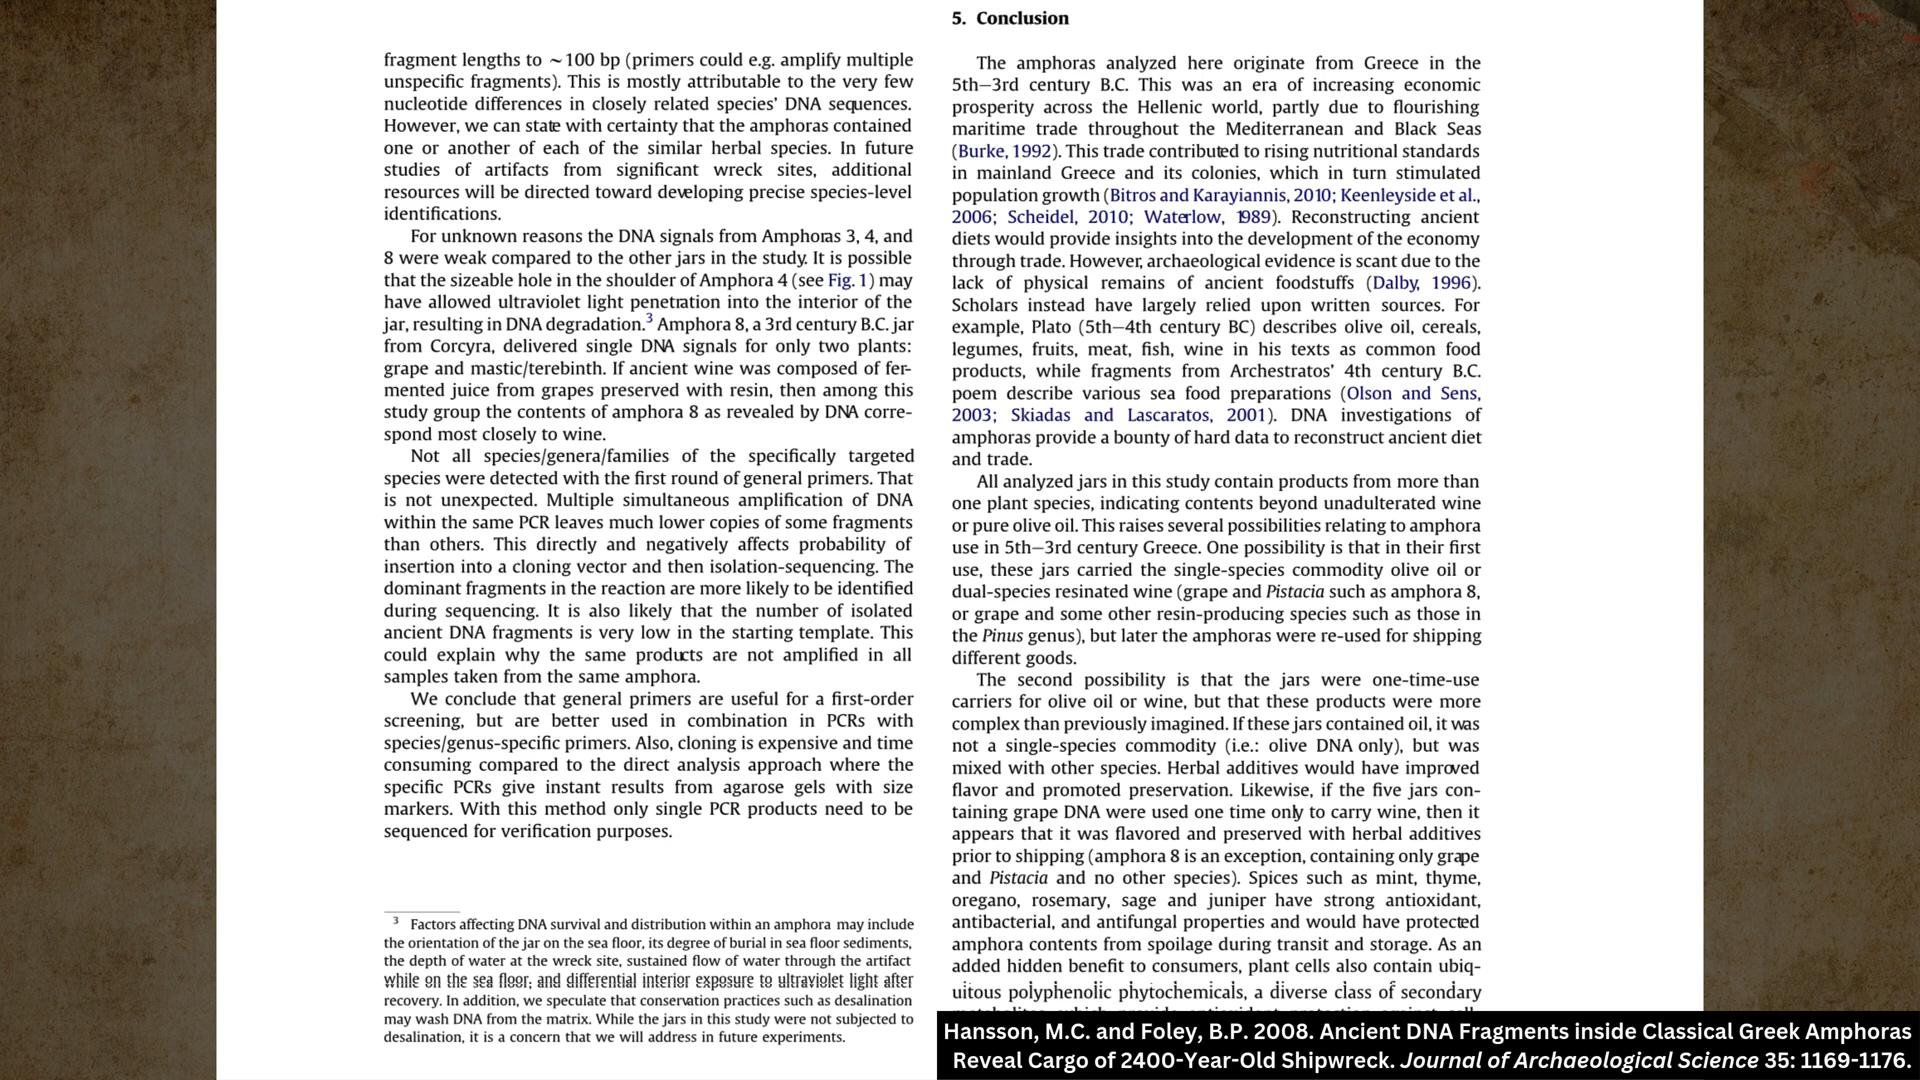 fragment lengths to ~100 bp (primers could e.g. amplify multiple
unspecific fragments). This is mostly attributable to the very few
nucleotide differences in closely related species' DNA sequences.
However, we can state with certainty that the amphoras contained
one or another of each of the similar herbal species. In future
studies of artifacts from significant wreck sites, additional
resources will be directed toward developing precise species-level
identifications.
For unknown reasons the DNA signals from Amphoras 3, 4, and
8 were weak compared to the other jars in the study. It is possible
that the sizeable hole in the shoulder of Amphora 4 (see Fig. 1) may
have allowed ultraviolet light penetration into the interior of the
jar, resulting in DNA degradation.3 Amphora 8, a 3rd century B.C. jar
from Corcyra, delivered single DNA signals for only two plants:
grape and mastic/terebinth. If ancient wine was composed of fer-
mented juice from grapes preserved with resin, then among this
study group the contents of amphora 8 as revealed by DNA corre-
spond most closely to wine.
Not all species/genera/families of the specifically targeted
species were detected with the first round of general primers. That
is not unexpected. Multiple simultaneous amplification of DNA
within the same PCR leaves much lower copies of some fragments
than others. This directly and negatively affects probability of
insertion into a cloning vector and then isolation-sequencing. The
dominant fragments in the reaction are more likely to be identified
during sequencing. It is also likely that the number of isolated
ancient DNA fragments is very low in the starting template. This
could explain why the same products are not amplified in all
samples taken from the same amphora.
We conclude that general primers are useful for a first-order
screening, but are better used in combination in PCRs with
species/genus-specific primers. Also, cloning is expensive and time
consuming compared to the direct analysis approach where the
specific PCRs give instant results from agarose gels with size
markers. With this method only single PCR products need to be
sequenced for verification purposes.
3 Factors affecting DNA survival and distribution within an amphora may include
the orientation of the jar on the sea floor, its degree of burial in sea floor sediments,
the depth of water at the wreck site, sustained flow of water through the artifact
while on the sea floor, and differential interior exposure to ultraviolet light after
recovery. In addition, we speculate that conservation practices such as desalination
may wash DNA from the matrix. While the jars in this study were not subjected to
desalination, it is a concern that we will address in future experiments.
5. Conclusion
The amphoras analyzed here originate from Greece in the
5th–3rd century B.C. This was an era of increasing economic
prosperity across the Hellenic world, partly due to flourishing
maritime trade throughout the Mediterranean and Black Seas
(Burke, 1992). This trade contributed to rising nutritional standards
in mainland Greece and its colonies, which in turn stimulated
population growth (Bitros and Karayiannis, 2010; Keenleyside et al.,
2006; Scheidel, 2010; Waterlow, 1989). Reconstructing ancient
diets would provide insights into the development of the economy
through trade. However, archaeological evidence is scant due to the
lack of physical remains of ancient foodstuffs (Dalby, 1996).
Scholars instead have largely relied upon written sources. For
example, Plato (5th–4th century BC) describes olive oil, cereals,
legumes, fruits, meat, fish, wine in his texts as common food
products, while fragments from Archestratos' 4th century B.C.
poem describe various sea food preparations (Olson and Sens,
2003; Skiadas and Lascaratos, 2001). DNA investigations of
amphoras provide a bounty of hard data to reconstruct ancient diet
and trade.
All analyzed jars in this study contain products from more than
one plant species, indicating contents beyond unadulterated wine
or pure olive oil. This raises several possibilities relating to amphora
use in 5th–3rd century Greece. One possibility is that in their first
use, these jars carried the single-species commodity olive oil or
dual-species resinated wine (grape and Pistacia such as amphora 8,
or grape and some other resin-producing species such as those in
the Pinus genus), but later the amphoras were re-used for shipping
different goods.
The second possibility is that the jars were one-time-use
carriers for olive oil or wine, but that these products were more
complex than previously imagined. If these jars contained oil, it was
not a single-species commodity (i.e.: olive DNA only), but was
mixed with other species. Herbal additives would have improved
flavor and promoted preservation. Likewise, if the five jars con-
taining grape DNA were used one time only to carry wine, then it
appears that it was flavored and preserved with herbal additives
prior to shipping (amphora 8 is an exception, containing only grape
and Pistacia and no other species). Spices such as mint, thyme,
oregano, rosemary, sage and juniper have strong antioxidant,
antibacterial, and antifungal properties and would have protected
amphora contents from spoilage during transit and storage. As an
added hidden benefit to consumers, plant cells also contain ubiq-
uitous polyphenolic phytochemicals, a diverse class of secondary
Hansson, M.C. and Foley, B.P. 2008. Ancient DNA Fragments inside Classical Greek Amphoras
Reveal Cargo of 2400-Year-Old Shipwreck. Journal of Archaeological Science 35: 1169-1176.